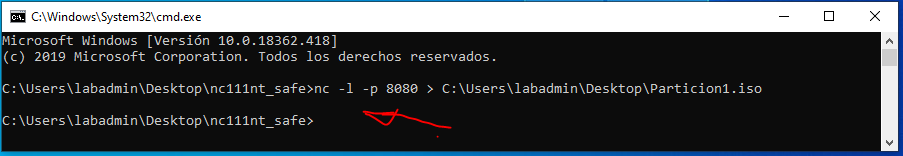 C:\Windows\System32\cmd.exe
Microsoft Windows [Versión 10.0.18362.418]
(c) 2019 Microsoft Corporation. Todos los derechos reservados.
C:\Users\labadmin\Desktop\nc111nt_safe>nc -l -p 8080 > C:\Users\labadmin\Desktop\Particion1.iso
C:\Users\labadmin\Desktop\nc111nt_safe>